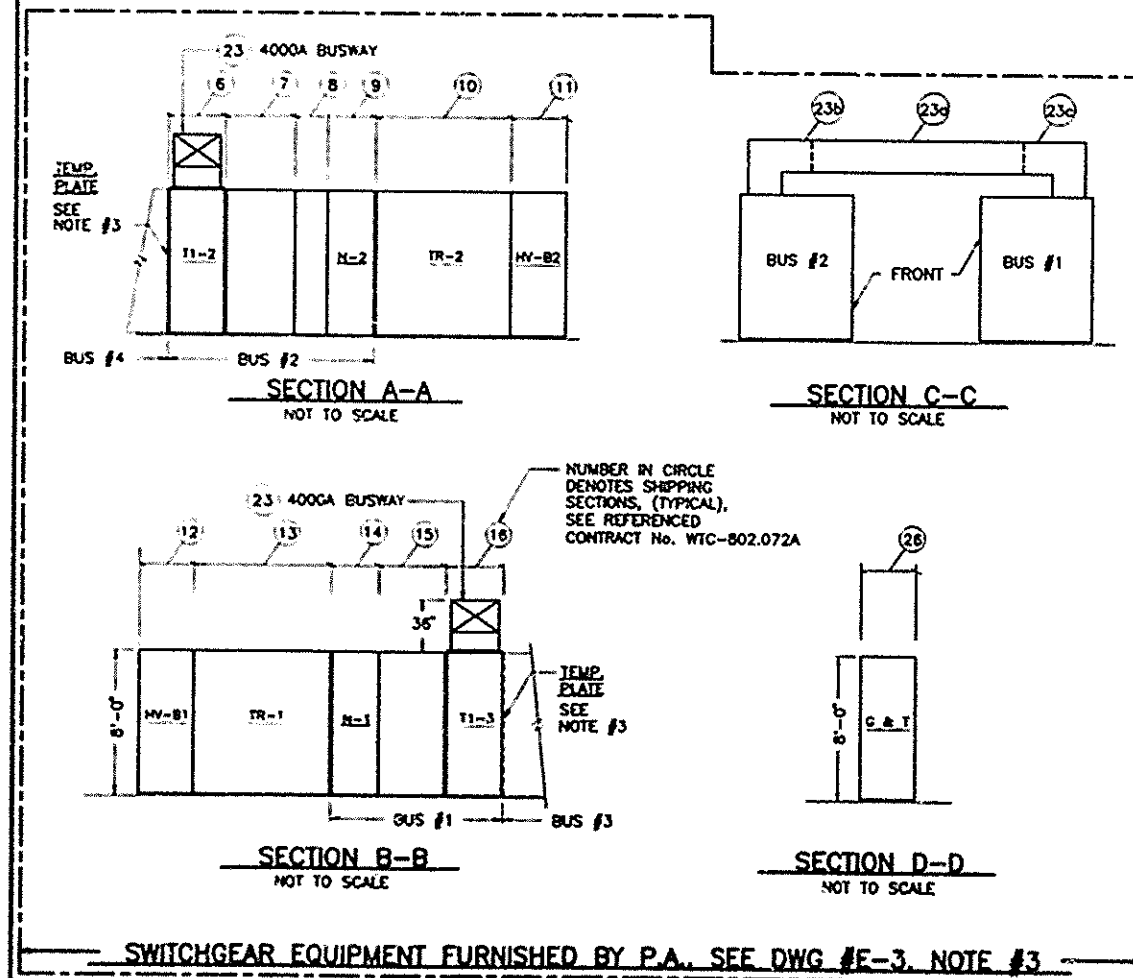 23 4000A BUSWAY
6 7 8 9 10 11
TEMP.
PLATE
SEE
NOTE #3
T1-2
M-2
TR-2
HV-B2
BUS #4
BUS #2
SECTION A-A
NOT TO SCALE
23b 23a 23c
BUS #2
FRONT
BUS #1
SECTION C-C
NOT TO SCALE
23 4000A BUSWAY
NUMBER IN CIRCLE
DENOTES SHIPPING
SECTIONS, (TYPICAL),
SEE REFERENCED
CONTRACT No. WTC-802.072A
12 13 14 15 16
36"
8'-0"
HV-B1
TR-1
M-1
T1-3
TEMP.
PLATE
SEE
NOTE #3
BUS #1
BUS #3
SECTION B-B
NOT TO SCALE
26
8'-0"
C & T
SECTION D-D
NOT TO SCALE
SWITCHGEAR EQUIPMENT FURNISHED BY P.A.. SEE DWG #E-3. NOTE #3